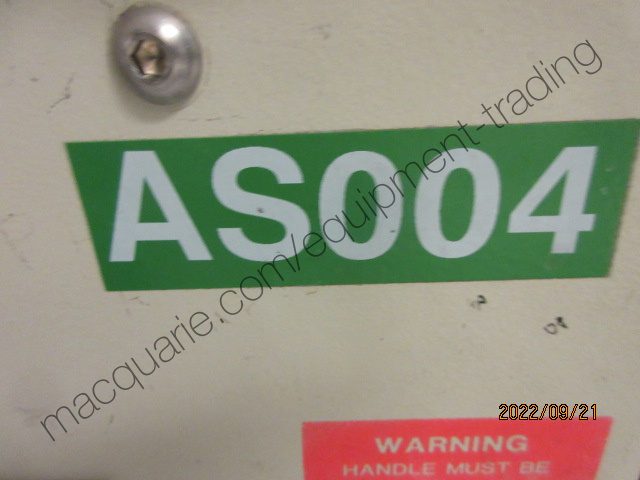 AS004
macquarie.com/equipment-trading
2022/09/21
WARNING
HANDLE MUST BE